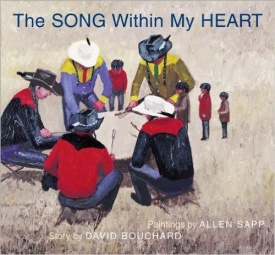 The SONG Within My HEART
Paintings by ALLEN SAPP
Story by DAVID BOUCHARD